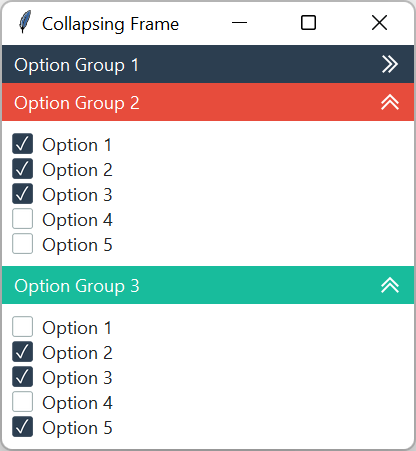 Collapsing Frame
Option Group 1
Option Group 2
Option 1
Option 2
Option 3
Option 4
Option 5
Option Group 3
Option 1
Option 2
Option 3
Option 4
Option 5